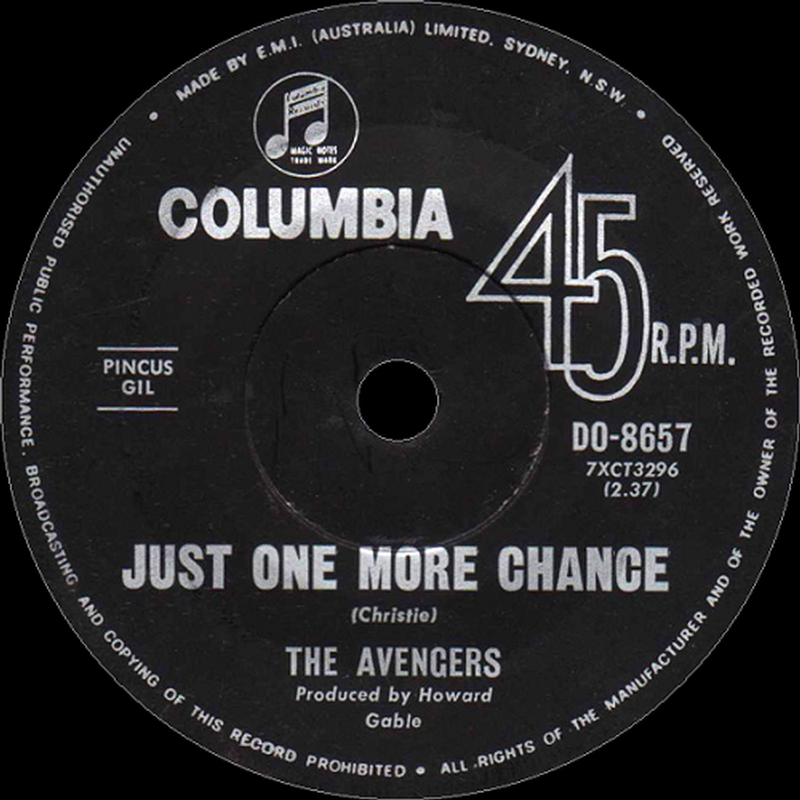 MADE BY E.M.I. (AUSTRALIA) LIMITED. SYDNEY. N.S.W.
Columbia
Records
MAGIC NOTES
TRADE MARK
COLUMBIA
45
R.P.M.
PINCUS
GIL
DO-8657
7XCT3296
(2.37)
JUST ONE MORE CHANCE
(Christie)
THE AVENGERS
Produced by Howard
Gable
UNAUTHORISED PUBLIC PERFORMANCE. BROADCASTING AND COPYING OF THIS RECORD PROHIBITED • ALL RIGHTS OF THE MANUFACTURER AND OF THE OWNER OF THE RECORDED WORK RESERVED